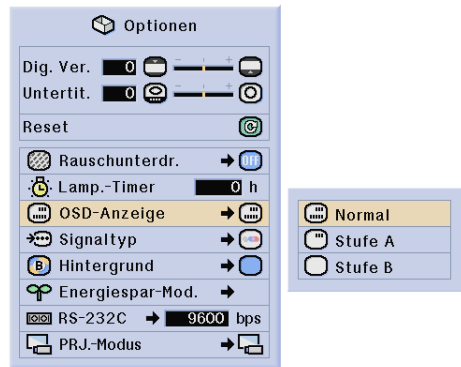 Optionen
Dig. Ver. 0
Untertit. 0
Reset
Rauschunterdr. OFF
Lamp.-Timer 0 h
OSD-Anzeige
Signaltyp
B Hintergrund
Energiespar-Mod.
RS-232C 9600 bps
PRJ.-Modus
Normal
Stufe A
Stufe B